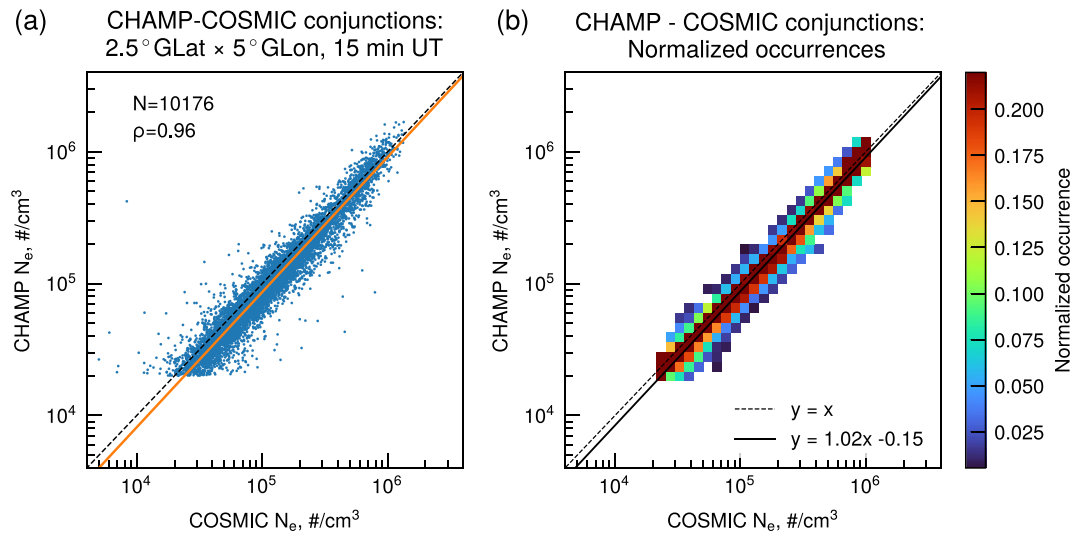 (a)
CHAMP-COSMIC conjunctions:
2.5°GLat × 5°GLon, 15 min UT
N=10176
ρ=0.96
CHAMP Nₑ, #/cm³
10⁶
10⁵
10⁴
10⁴
10⁵
10⁶
COSMIC Nₑ, #/cm³
(b)
CHAMP - COSMIC conjunctions:
Normalized occurrences
CHAMP Nₑ, #/cm³
10⁶
10⁵
10⁴
y = x
y = 1.02x -0.15
10⁴
10⁵
10⁶
COSMIC Nₑ, #/cm³
0.200
0.175
0.150
0.125
0.100
0.075
0.050
0.025
Normalized occurrence